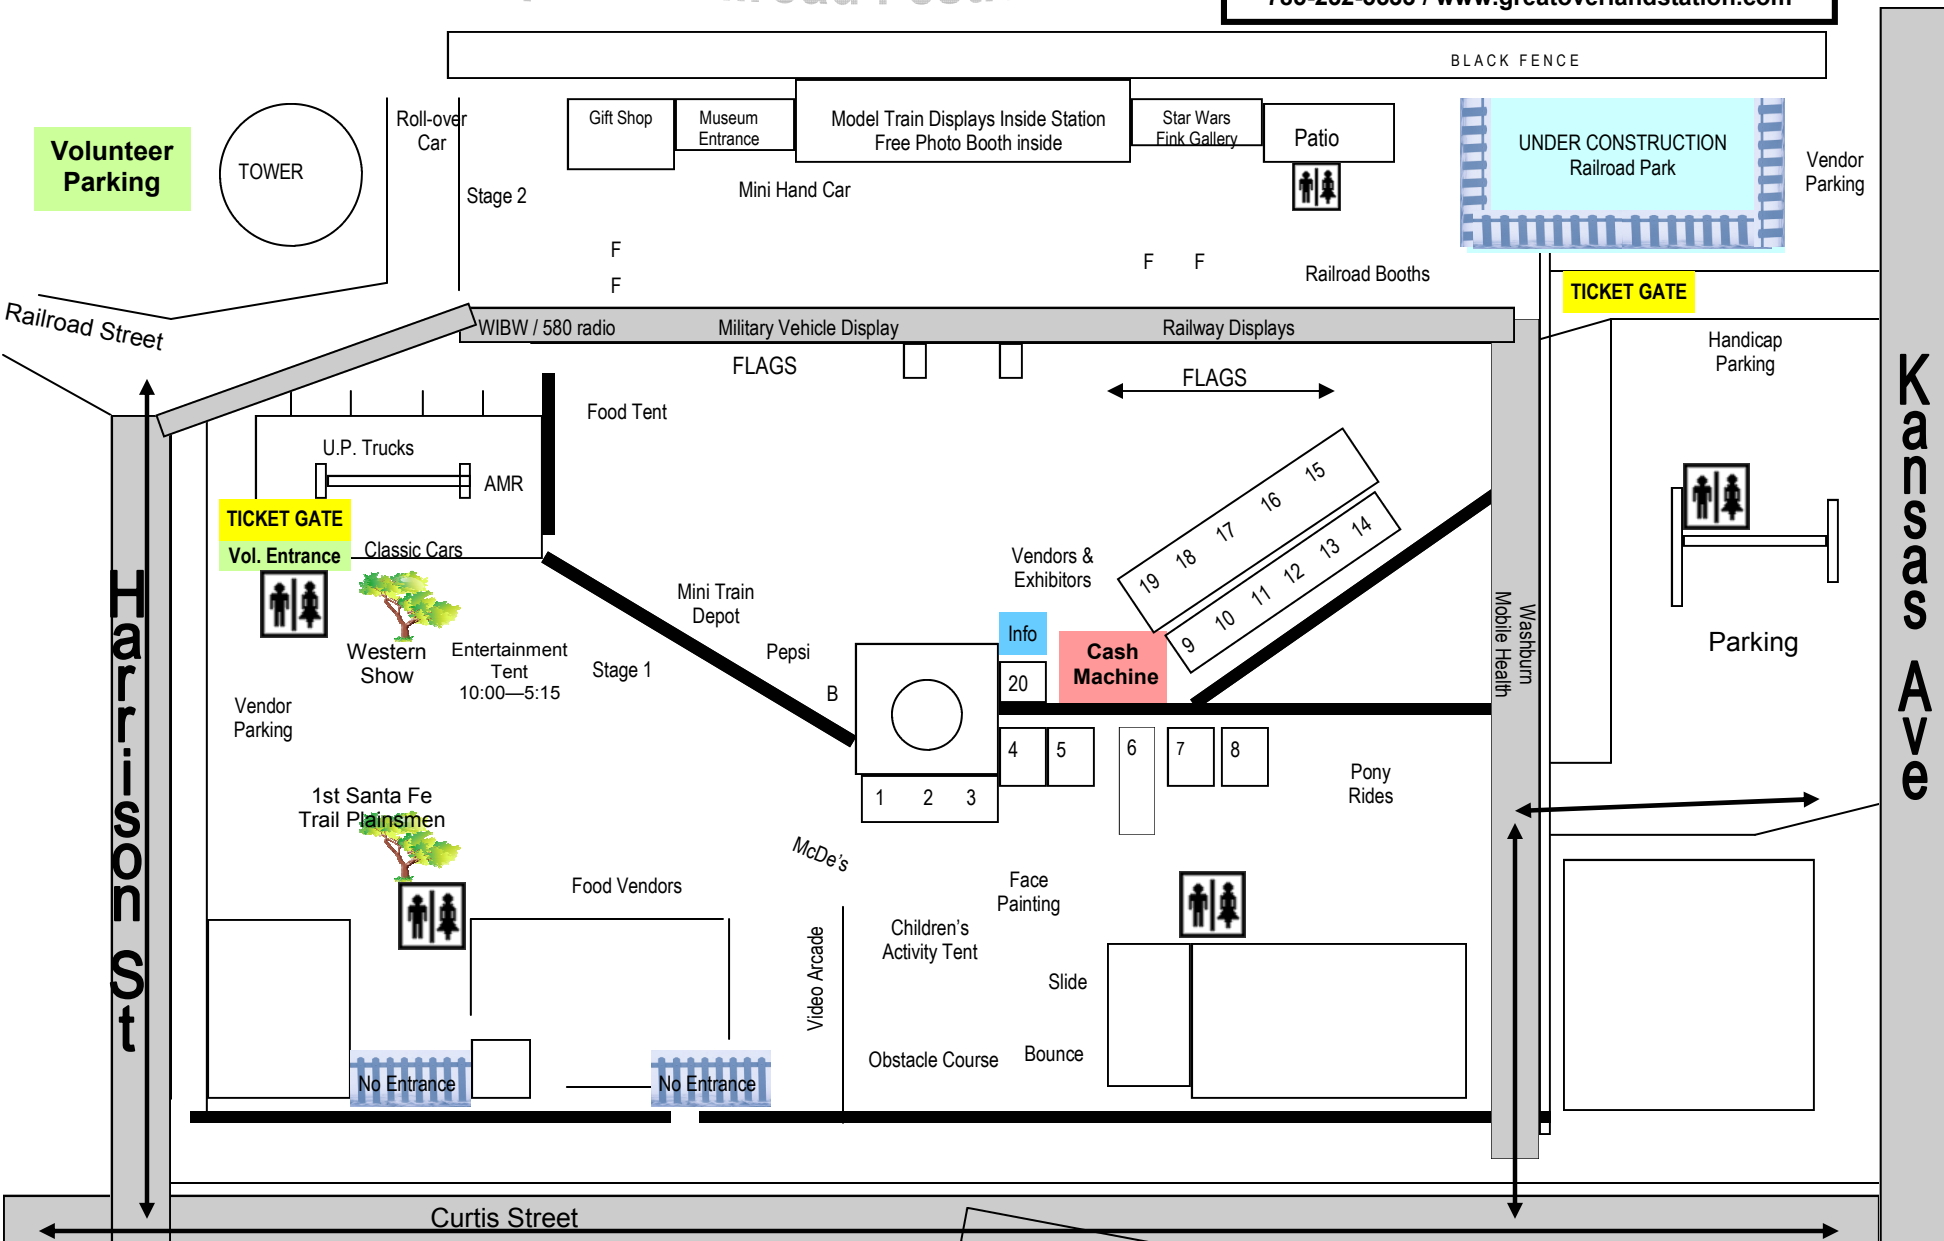 www.greatoverlandstation.com
BLACK FENCE
Volunteer
Parking
TOWER
Roll-over
Car
Stage 2
Gift Shop
Museum
Entrance
Model Train Displays Inside Station
Free Photo Booth inside
Star Wars
Fink Gallery
Patio
Mini Hand Car
UNDER CONSTRUCTION
Railroad Park
Vendor
Parking
F
F
F F
Railroad Booths
TICKET GATE
Railroad Street
WIBW / 580 radio
Military Vehicle Display
Railway Displays
FLAGS
FLAGS
Handicap
Parking
Kansas Ave
Food Tent
U.P. Trucks
AMR
TICKET GATE
Vol. Entrance
Classic Cars
Western
Show
Entertainment
Tent
10:00—5:15
Stage 1
Mini Train
Depot
Pepsi
B
Vendors &
Exhibitors
Info
20
Cash
Machine
19 18 17 16 15
9 10 11 12 13 14
Washburn
Mobile Health
Parking
Harrison St
Vendor
Parking
1st Santa Fe
Trail Plainsmen
4 5 6 7 8
1 2 3
Pony
Rides
McDe's
Food Vendors
Face
Painting
Children's
Activity Tent
Video Arcade
Slide
Obstacle Course
Bounce
No Entrance
No Entrance
Curtis Street